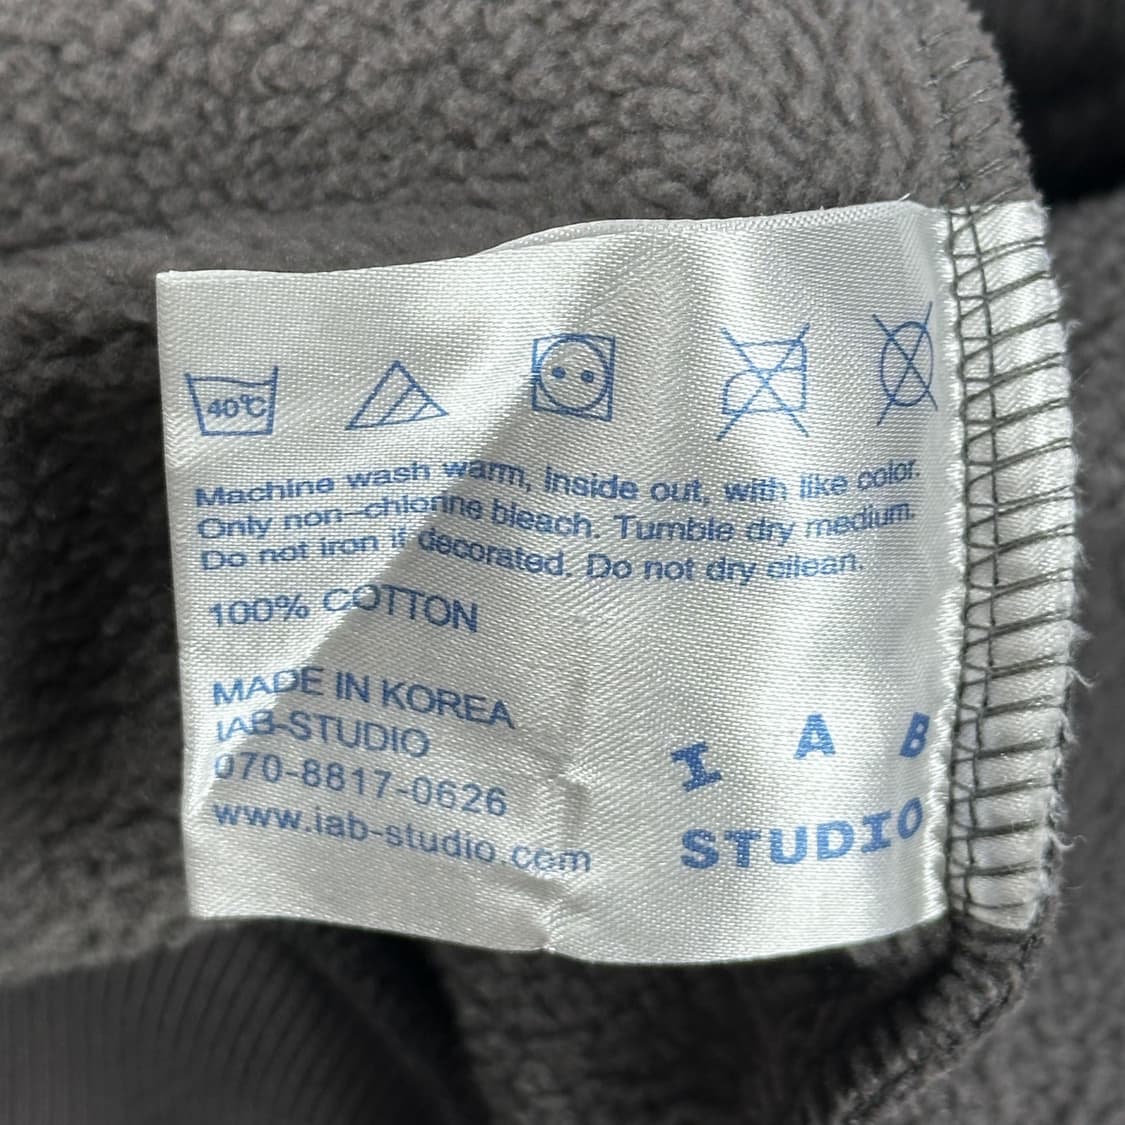 40℃
Machine wash warm, inside out, with like color.
Only non-chlorine bleach. Tumble dry medium.
Do not iron if decorated. Do not dry cilean.
100% COTTON
MADE IN KOREA
IAB-STUDIO
070-8817-0626
www.iab-studio.com
I A B
STUDIO